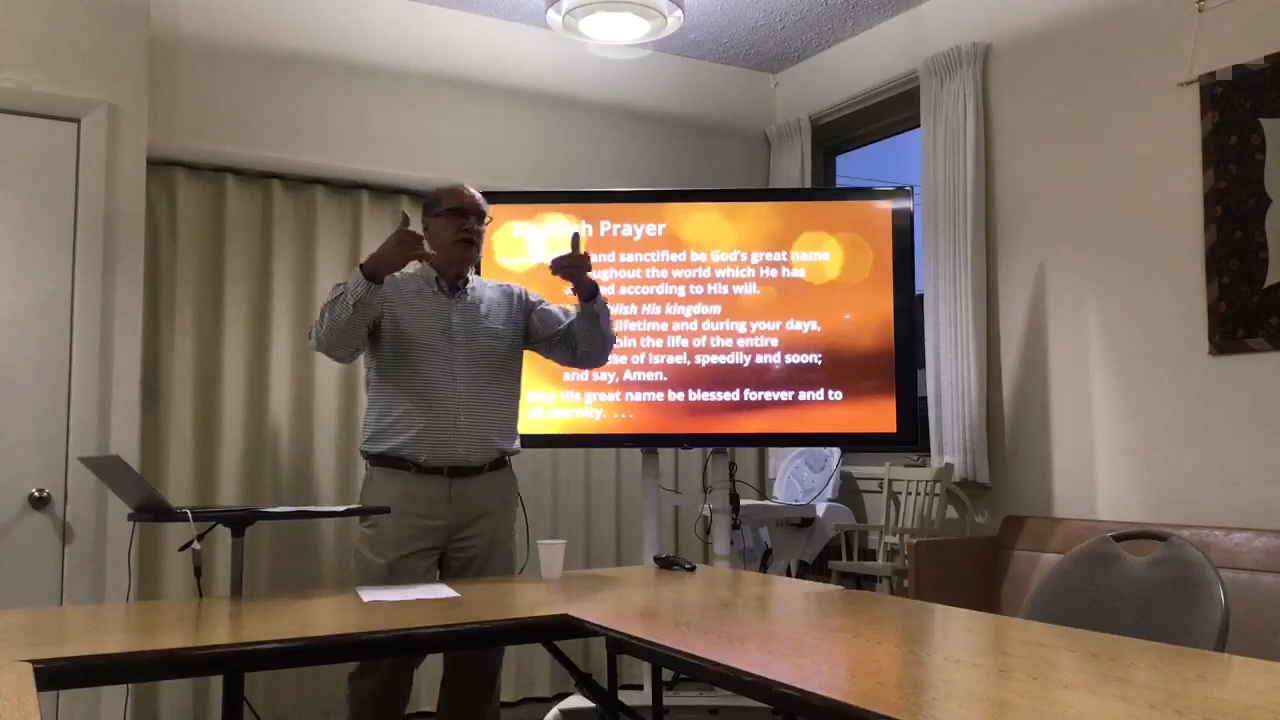 Prayer
and sanctified be God's great name
the world which He has
according to His will.
His kingdom
lifetime and during your days,
the life of the entire
of Israel, speedily and soon;
and say, Amen.
His great name be blessed forever and to
eternity. . . .